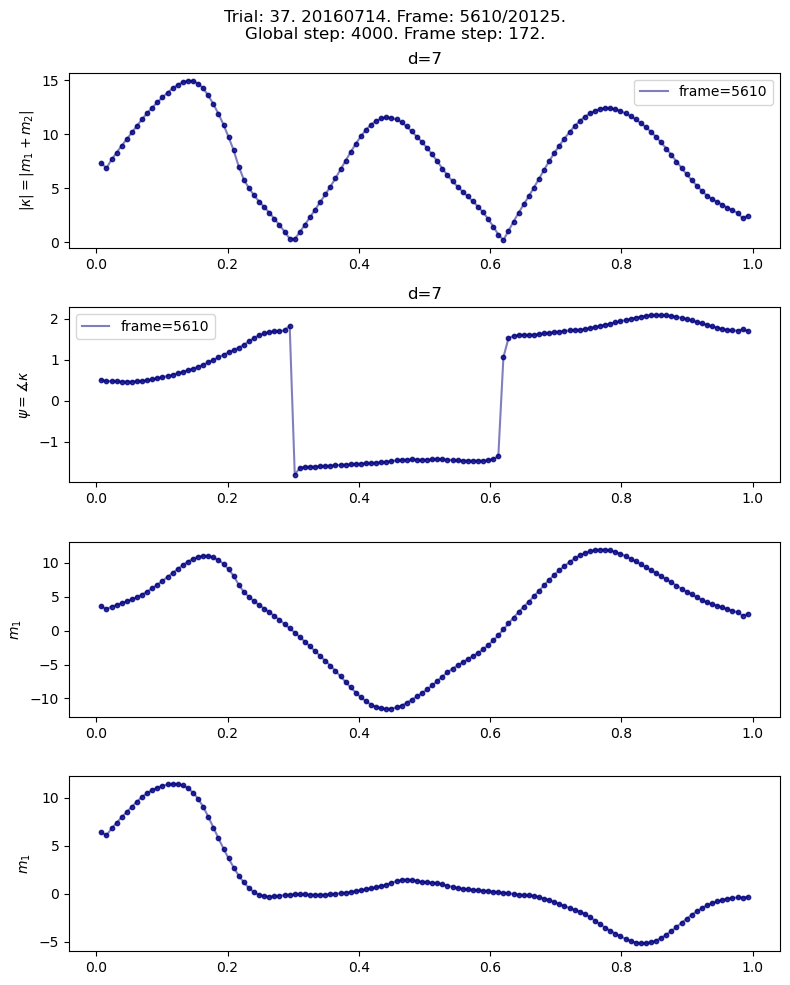 Trial: 37. 20160714. Frame: 5610/20125.
Global step: 4000. Frame step: 172.
d=7
|κ| = |m₁ + m₂|
15
10
5
0
frame=5610
0.0 0.2 0.4 0.6 0.8 1.0
d=7
ψ = ∡κ
2
1
0
−1
frame=5610
0.0 0.2 0.4 0.6 0.8 1.0
m₁
10
5
0
−5
−10
0.0 0.2 0.4 0.6 0.8 1.0
m₁
10
5
0
−5
0.0 0.2 0.4 0.6 0.8 1.0